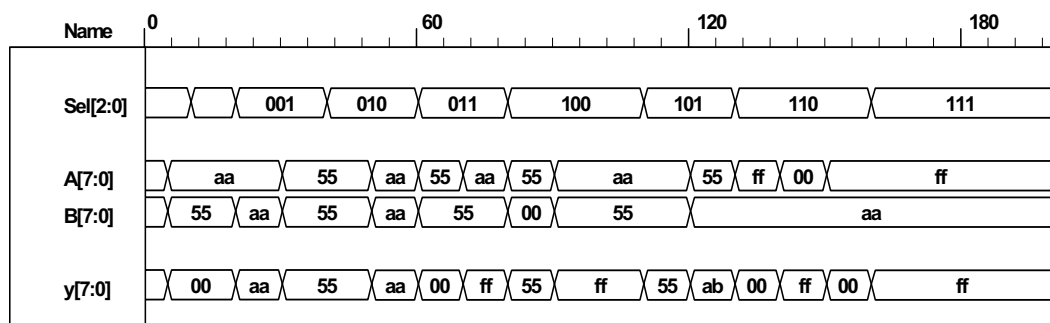 Name 0 60 120 180
Sel[2:0] 001 010 011 100 101 110 111
A[7:0] aa 55 aa 55 aa 55 aa 55 ff 00 ff
B[7:0] 55 aa 55 aa 55 00 55 aa
y[7:0] 00 aa 55 aa 00 ff 55 ff 55 ab 00 ff 00 ff